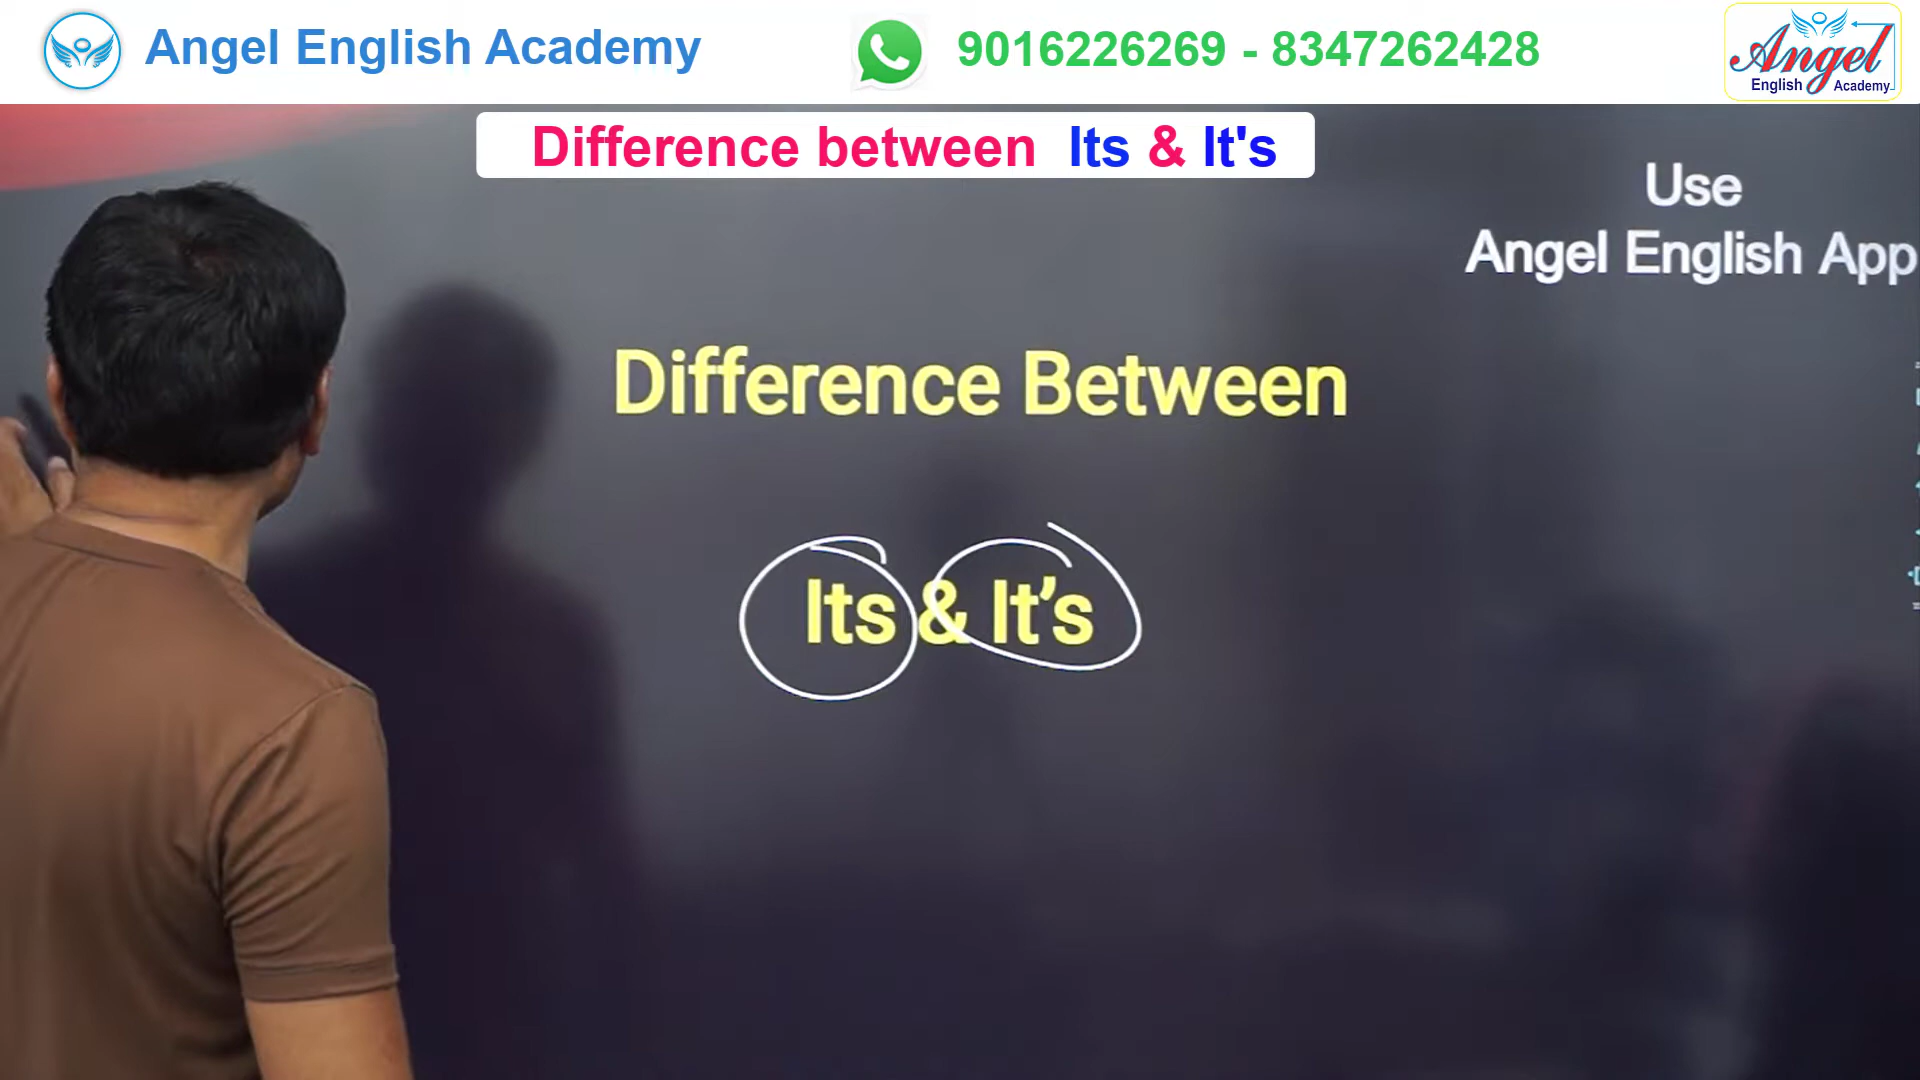 Angel English Academy
9016226269 - 8347262428
Angel
English Academy
Difference between Its & It's
Use
Angel English App
Difference Between
Its & It’s